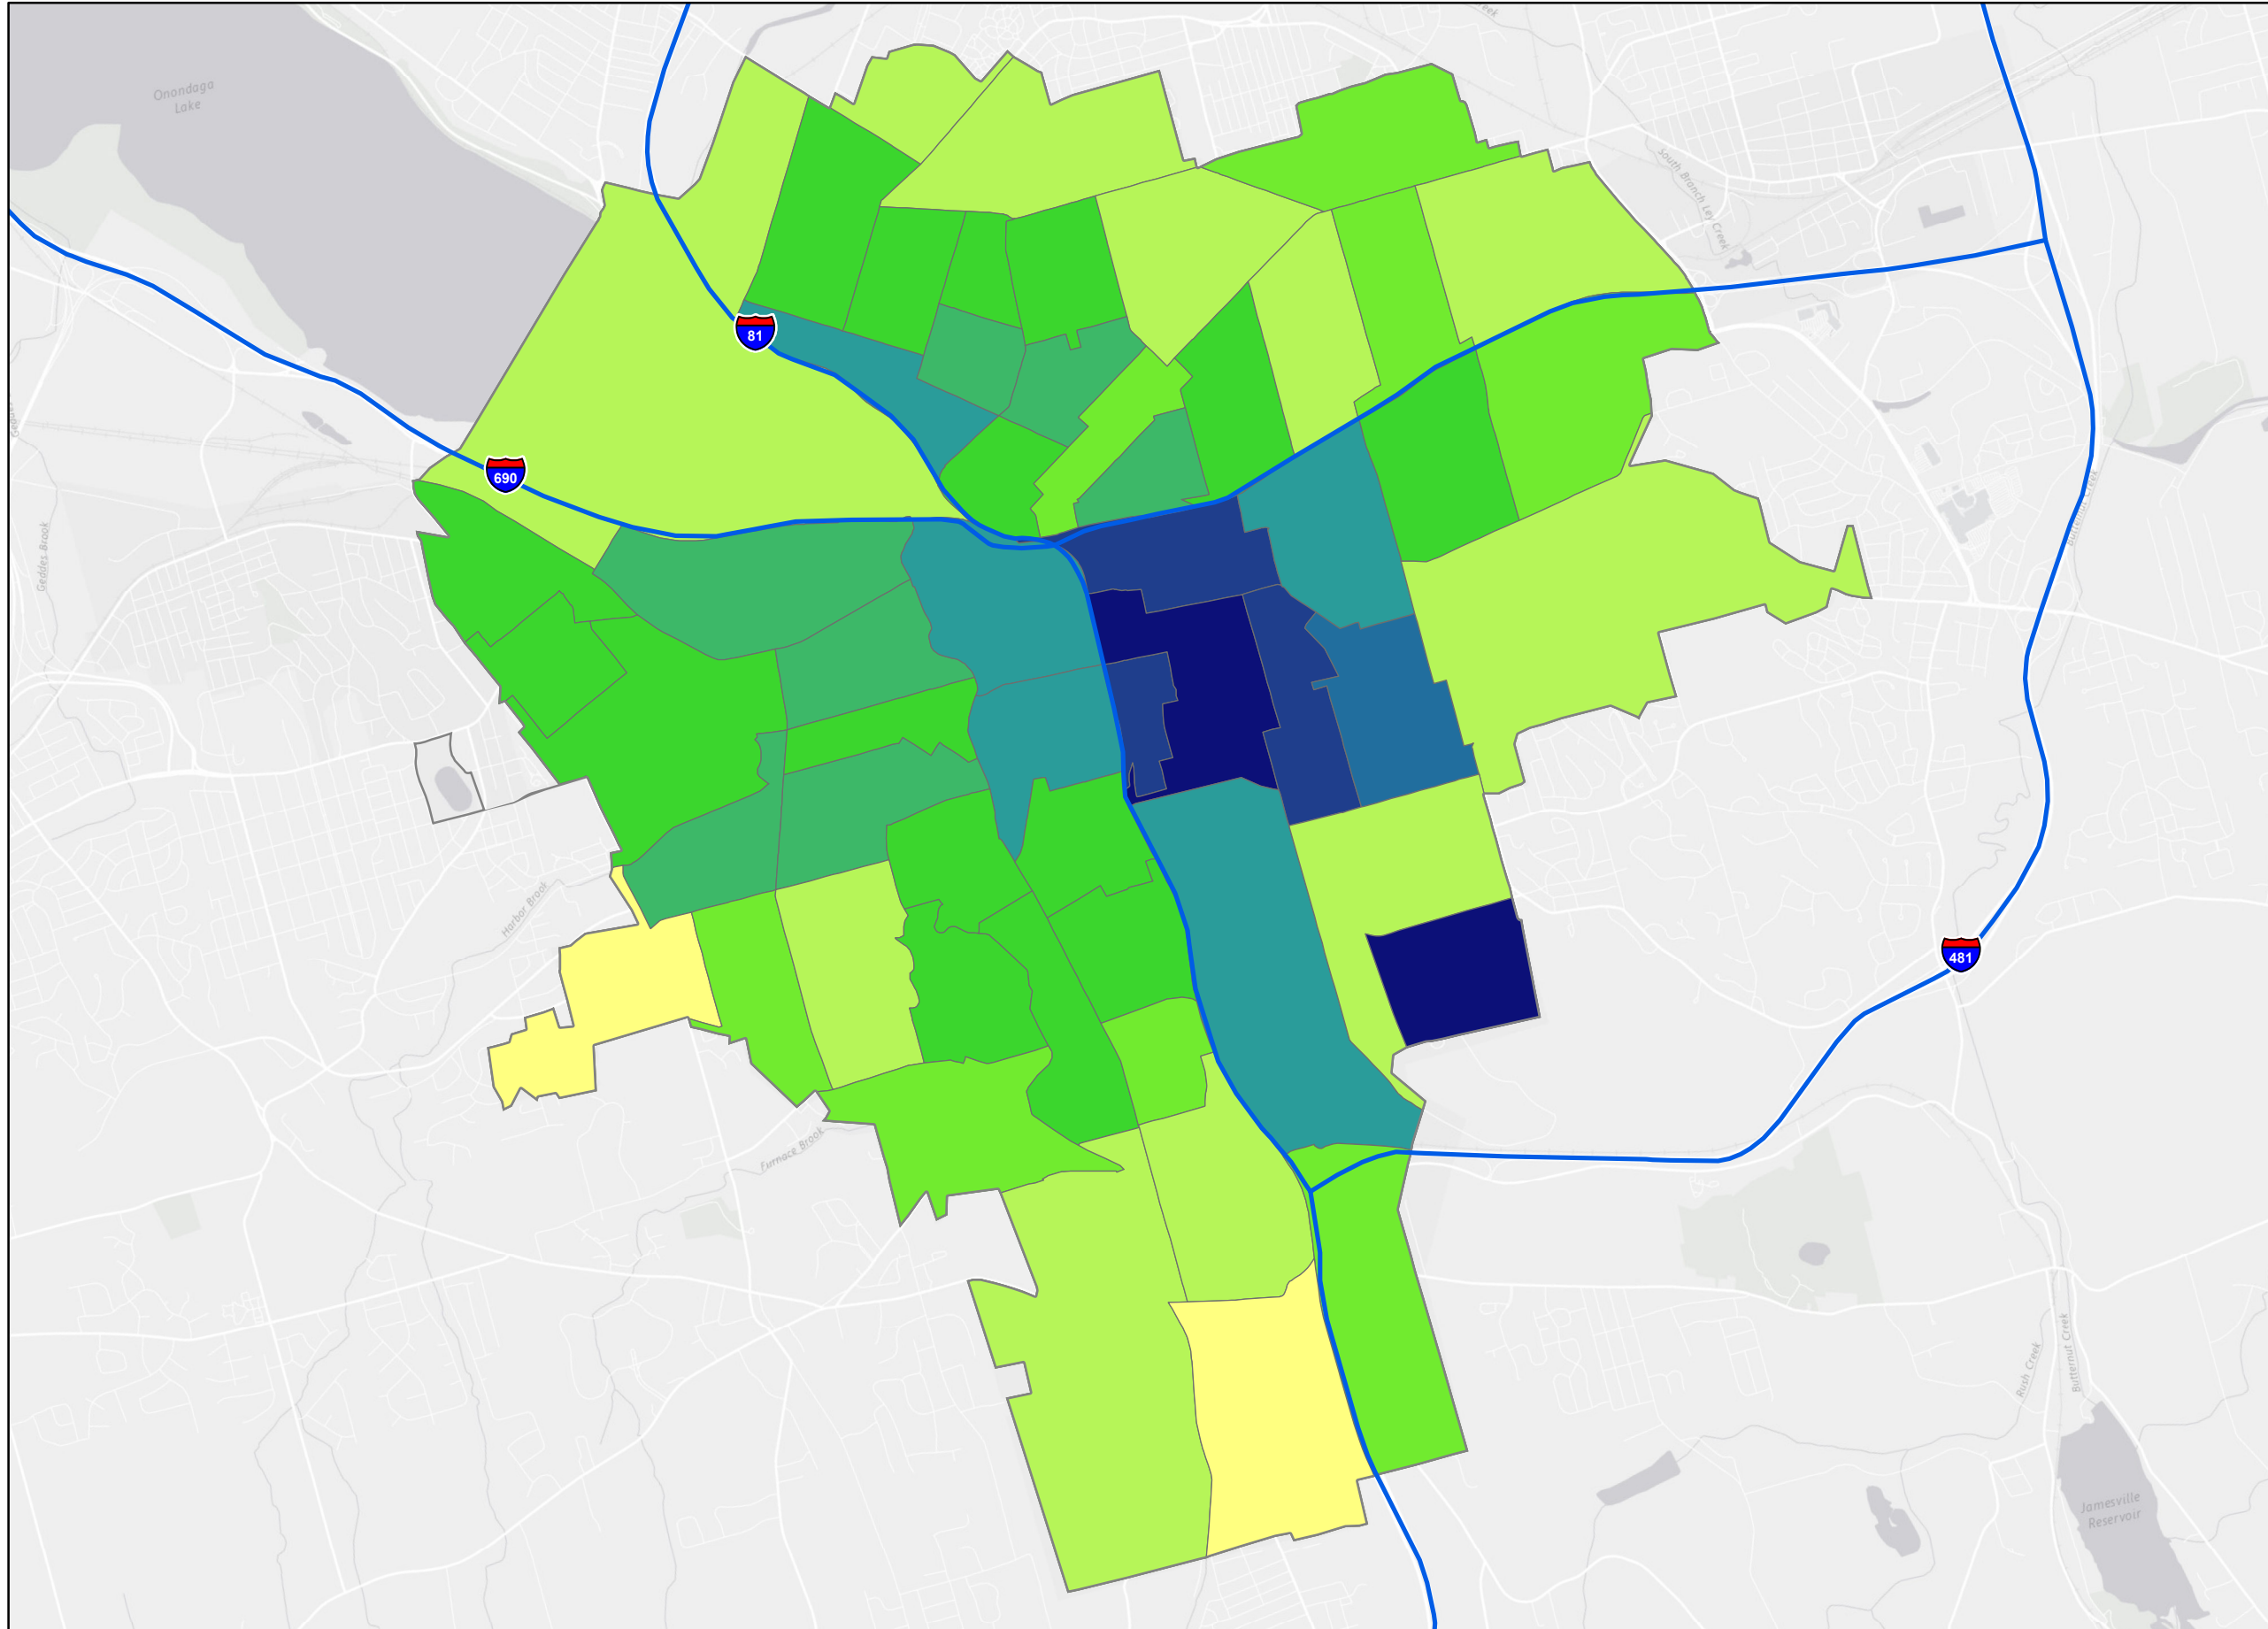 Creek
Onondaga
Lake
South Branch Ley Creek
81
690
Geddes Brook
Harbor Brook
481
Furnace Brook
Rush Creek
Butternut Creek
Jamesville
Reservoir